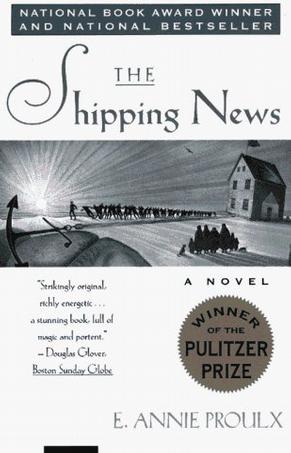 NATIONAL BOOK AWARD WINNER
AND NATIONAL BESTSELLER
THE
Shipping News
A NOVEL
"Strikingly original,
richly energetic . . .
a stunning book, full of
magic and portent."
– Douglas Glover,
Boston Sunday Globe
WINNER
OF THE
PULITZER
PRIZE
E. ANNIE PROULX